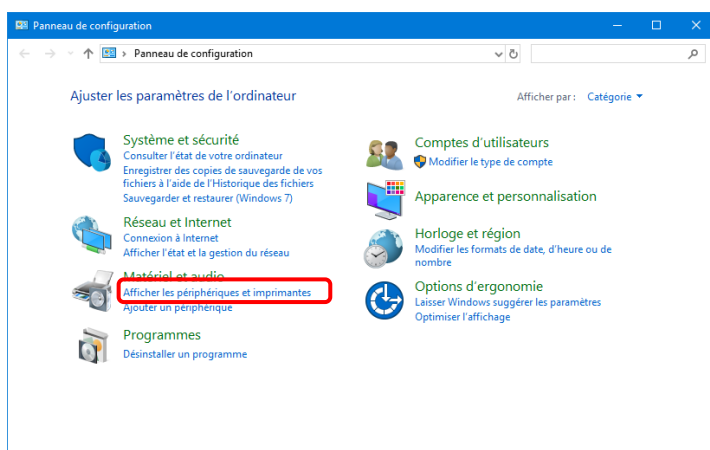 Panneau de configuration
Panneau de configuration
Ajuster les paramètres de l'ordinateur
Afficher par : Catégorie
Système et sécurité
Consulter l'état de votre ordinateur
Enregistrer des copies de sauvegarde de vos
fichiers à l'aide de l'Historique des fichiers
Sauvegarder et restaurer (Windows 7)
Réseau et Internet
Connexion à Internet
Afficher l'état et la gestion du réseau
Matériel et audio
Afficher les périphériques et imprimantes
Ajouter un périphérique
Programmes
Désinstaller un programme
Comptes d'utilisateurs
Modifier le type de compte
Apparence et personnalisation
Horloge et région
Modifier les formats de date, d'heure ou de
nombre
Options d'ergonomie
Laisser Windows suggérer les paramètres
Optimiser l'affichage